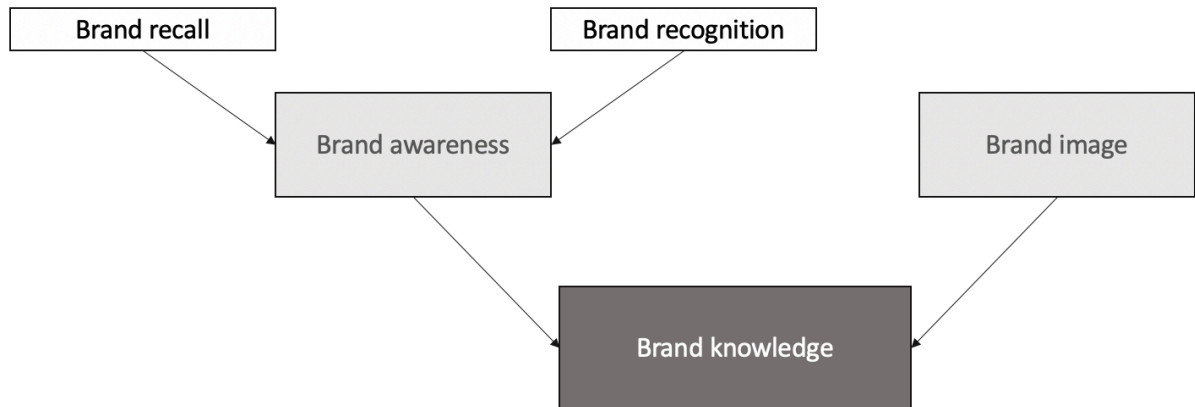 Brand recall
Brand recognition
Brand awareness
Brand image
Brand knowledge